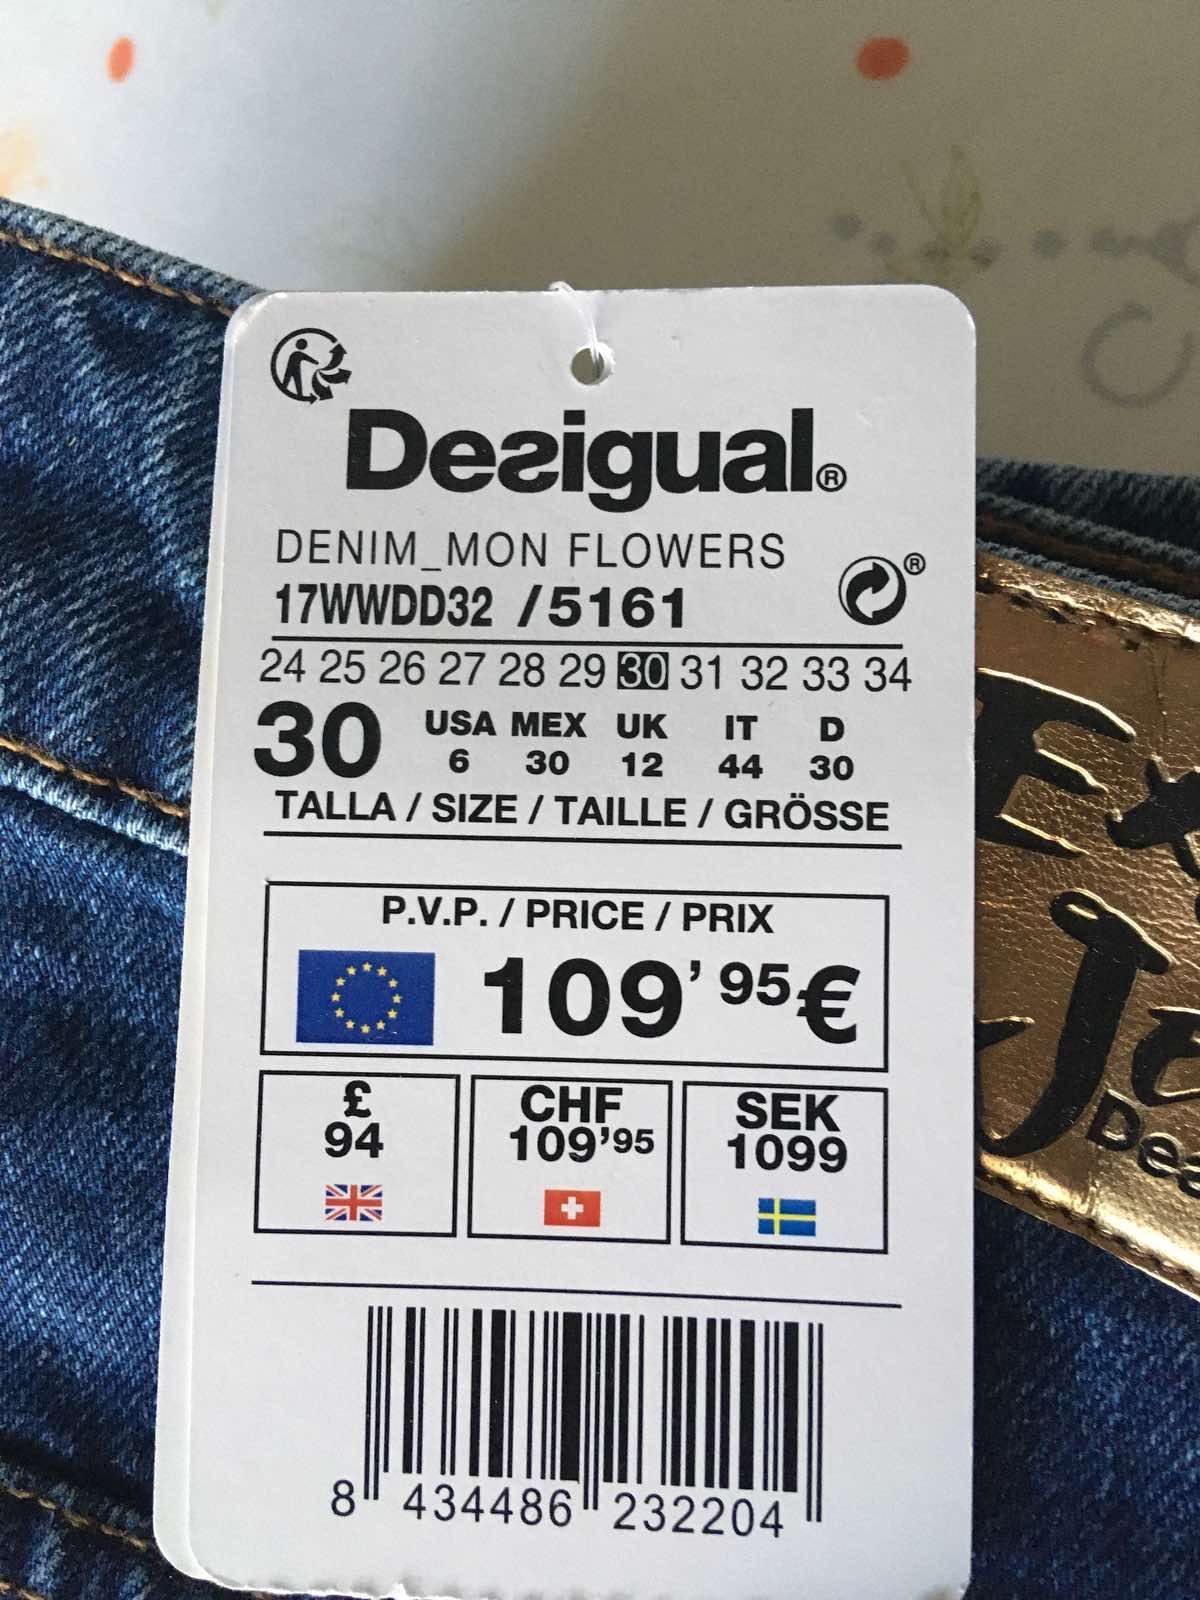 Desigual®
DENIM_MON FLOWERS
®
17WWDD32 /5161
24 25 26 27 28 29 30 31 32 33 34
30 USA MEX UK IT D
6 30 12 44 30
TALLA / SIZE / TAILLE / GRÖSSE
P.V.P. / PRICE / PRIX
109'95€
£ CHF SEK
94 109'95 1099
8 434486 232204